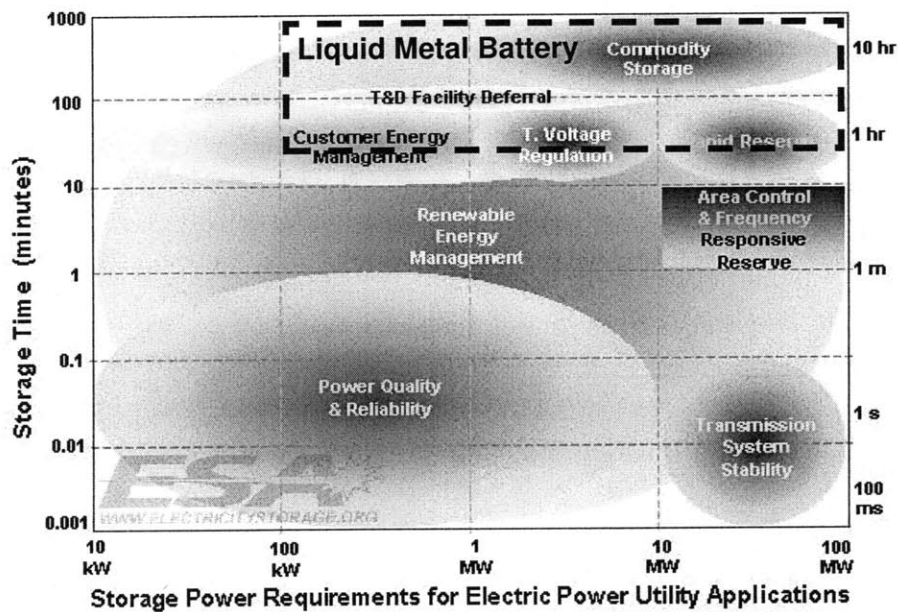 1000
100
10
1
0.1
0.01
0.001
Storage Time (minutes)
Liquid Metal Battery
Commodity
Storage
T&D Facility Deferral
Customer Energy
Management
T. Voltage
Regulation
Renewable
Energy
Management
Area Control
& Frequency
Responsive
Reserve
Power Quality
& Reliability
Transmission
System
Stability
ESA
WWW.ELECTRICITYSTORAGE.ORG
10 hr
1 hr
1 m
1 s
100
ms
10
kW
100
kW
1
MW
10
MW
100
MW
Storage Power Requirements for Electric Power Utility Applications